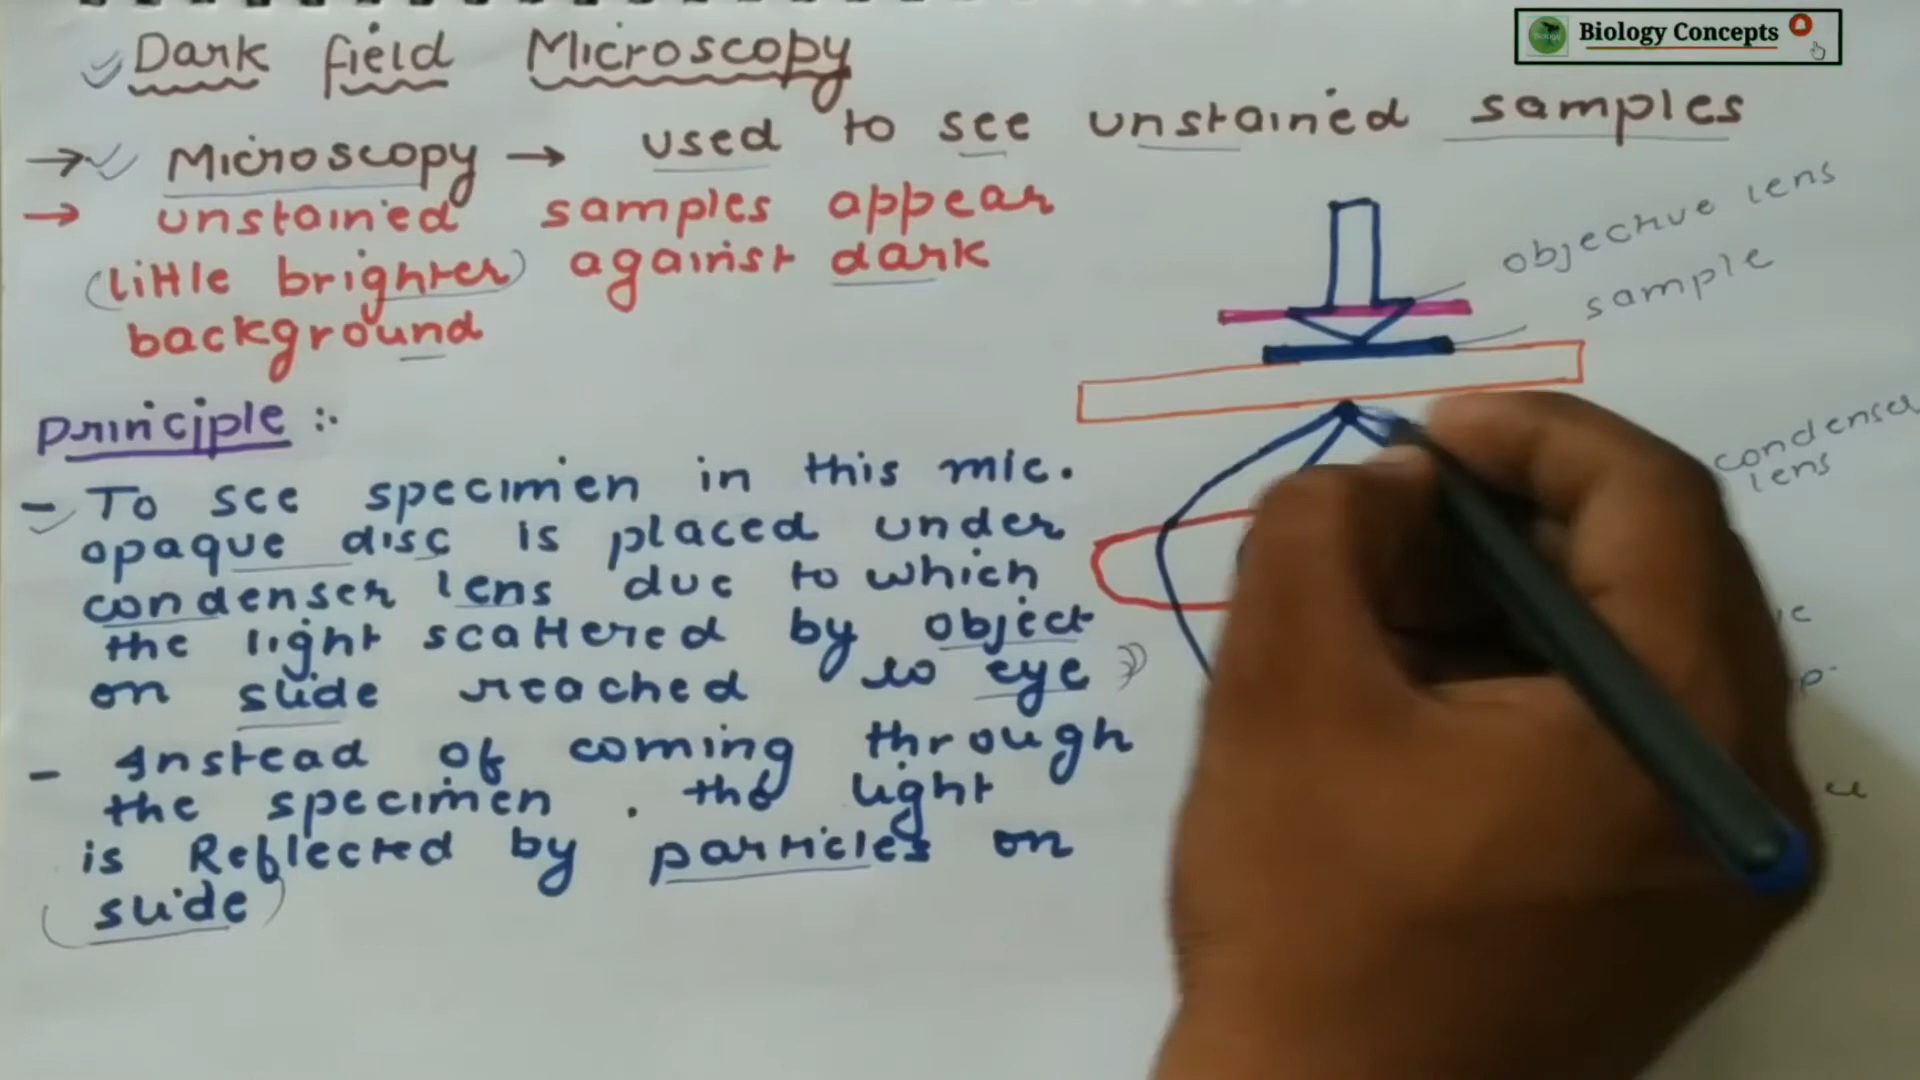 Dark field Microscopy
Biology Concepts
→ Microscopy → used to see unstained samples
→ unstained samples appear
(little brighter) against dark
background
Principle :-
- To see specimen in this mic.
opaque disc is placed under
condenser lens due to which
the light scattered by object
on slide reached to eye
- Instead of coming through
the specimen . the light
is Reflected by particles on
(slide)
objective lens
sample
condenser
lens